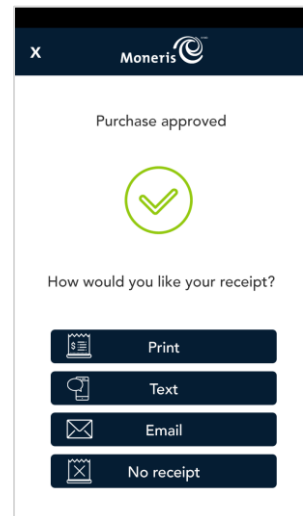 X
Moneris
Purchase approved
How would you like your receipt?
Print
Text
Email
No receipt